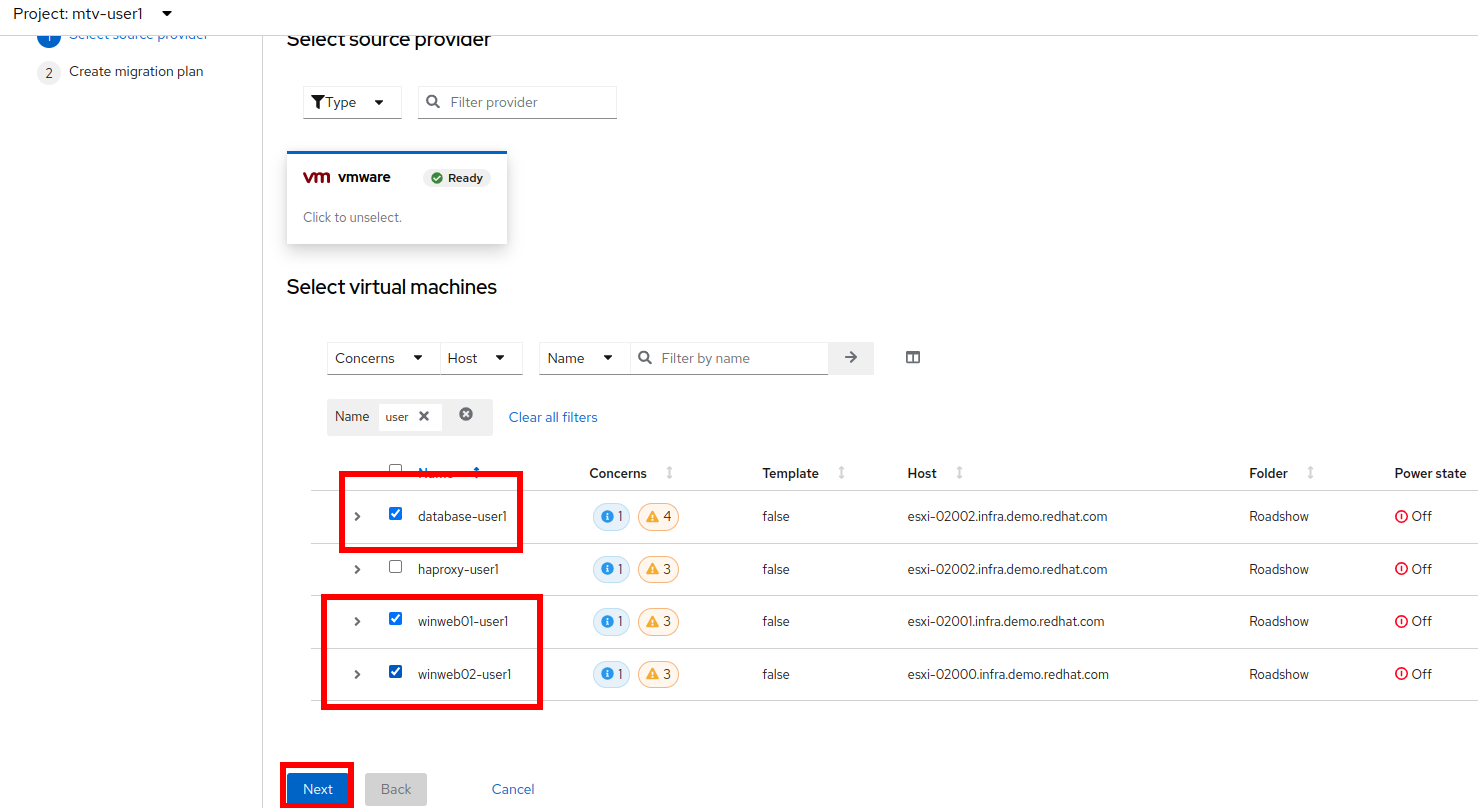 Project: mtv-user1
1 Select source provider
2 Create migration plan
Select source provider
Type
Filter provider
vm vmware Ready
Click to unselect.
Select virtual machines
Concerns Host Name Filter by name
Name user Clear all filters
Name Concerns Template Host Folder Power state
database-user1 1 4 false esxi-02002.infra.demo.redhat.com Roadshow Off
haproxy-user1 1 3 false esxi-02002.infra.demo.redhat.com Roadshow Off
winweb01-user1 1 3 false esxi-02001.infra.demo.redhat.com Roadshow Off
winweb02-user1 1 3 false esxi-02000.infra.demo.redhat.com Roadshow Off
Next Back Cancel